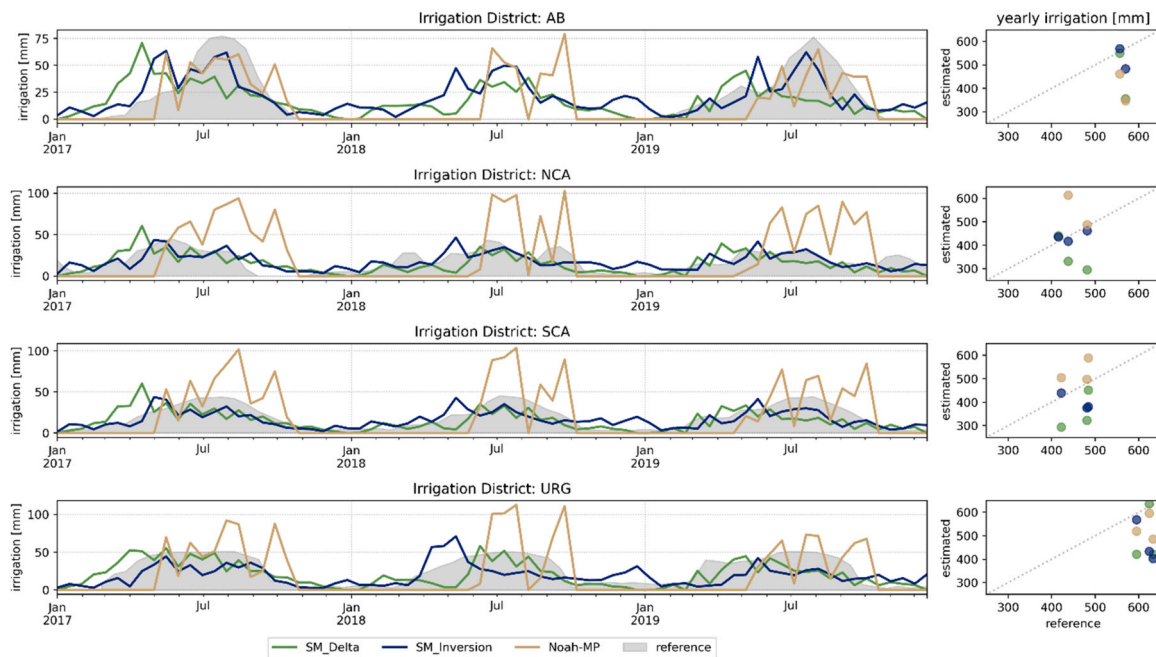 Irrigation District: AB
yearly irrigation [mm]
irrigation [mm]
75
50
25
0
Jan
2017
Jul
Jan
2018
Jul
Jan
2019
Jul
estimated
600
500
400
300
300 400 500 600
Irrigation District: NCA
irrigation [mm]
100
50
0
Jan
2017
Jul
Jan
2018
Jul
Jan
2019
Jul
estimated
600
500
400
300
300 400 500 600
Irrigation District: SCA
irrigation [mm]
100
50
0
Jan
2017
Jul
Jan
2018
Jul
Jan
2019
Jul
estimated
600
500
400
300
300 400 500 600
Irrigation District: URG
irrigation [mm]
100
50
0
Jan
2017
Jul
Jan
2018
Jul
Jan
2019
Jul
estimated
600
500
400
300
300 400 500 600
reference
SM_Delta SM_Inversion Noah-MP reference